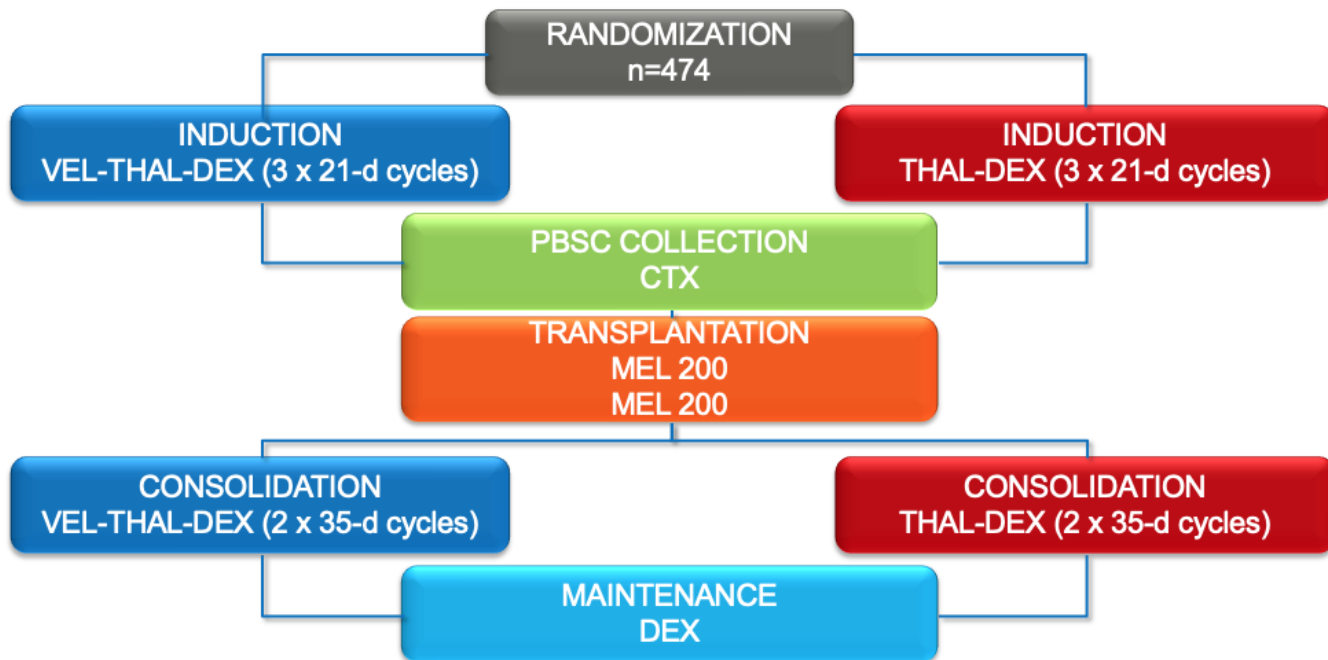 RANDOMIZATION
n=474
INDUCTION
VEL-THAL-DEX (3 x 21-d cycles)
INDUCTION
THAL-DEX (3 x 21-d cycles)
PBSC COLLECTION
CTX
TRANSPLANTATION
MEL 200
MEL 200
CONSOLIDATION
VEL-THAL-DEX (2 x 35-d cycles)
CONSOLIDATION
THAL-DEX (2 x 35-d cycles)
MAINTENANCE
DEX